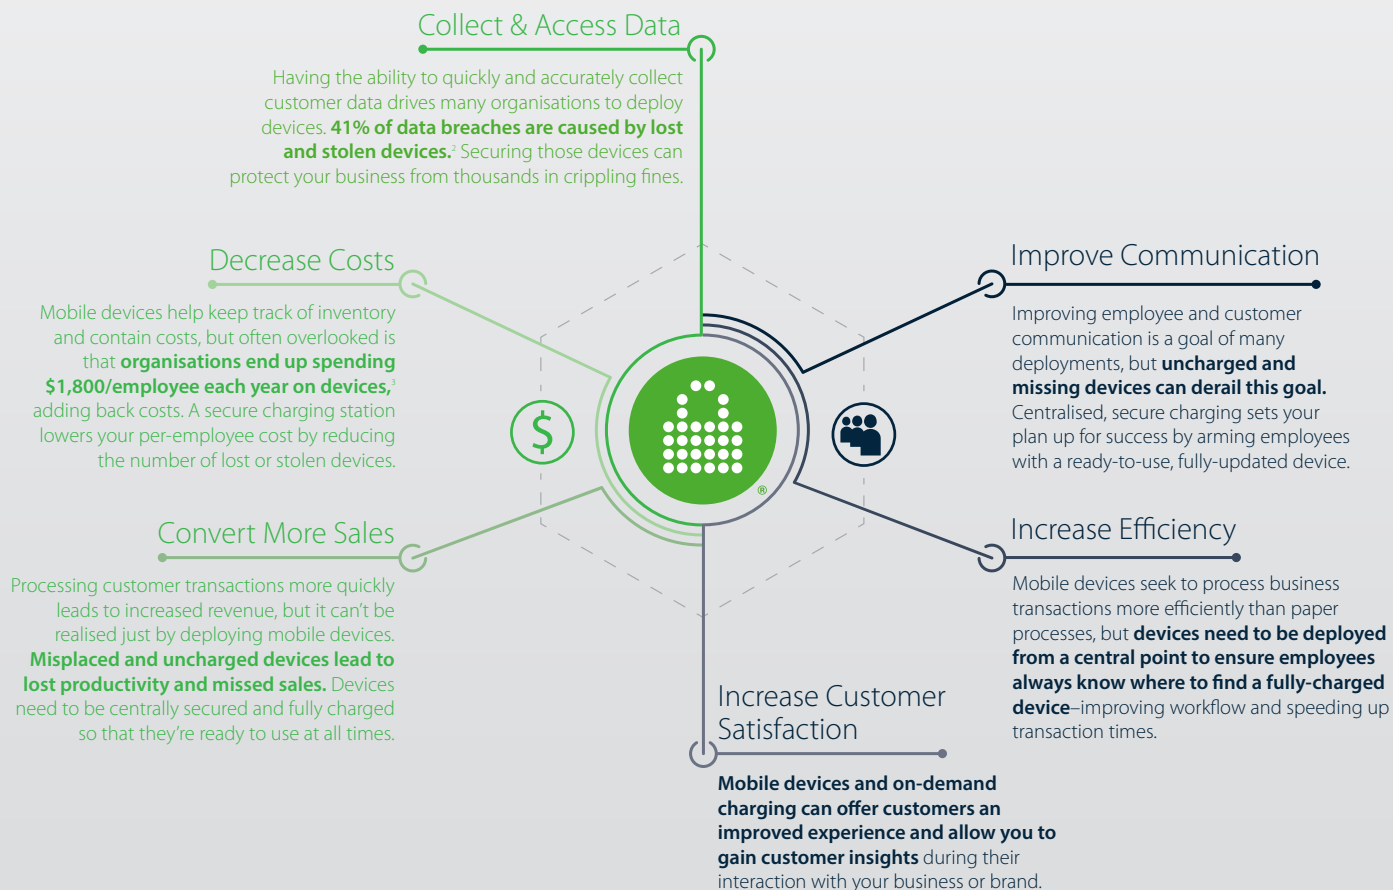 Collect & Access Data
Having the ability to quickly and accurately collect
customer data drives many organisations to deploy
devices. 41% of data breaches are caused by lost
and stolen devices.² Securing those devices can
protect your business from thousands in crippling fines.
Decrease Costs
Mobile devices help keep track of inventory
and contain costs, but often overlooked is
that organisations end up spending
$1,800/employee each year on devices,³
adding back costs. A secure charging station
lowers your per-employee cost by reducing
the number of lost or stolen devices.
Convert More Sales
Processing customer transactions more quickly
leads to increased revenue, but it can’t be
realised just by deploying mobile devices.
Misplaced and uncharged devices lead to
lost productivity and missed sales. Devices
need to be centrally secured and fully charged
so that they’re ready to use at all times.
$
®
Improve Communication
Improving employee and customer
communication is a goal of many
deployments, but uncharged and
missing devices can derail this goal.
Centralised, secure charging sets your
plan up for success by arming employees
with a ready-to-use, fully-updated device.
Increase Efficiency
Mobile devices seek to process business
transactions more efficiently than paper
processes, but devices need to be deployed
from a central point to ensure employees
always know where to find a fully-charged
device–improving workflow and speeding up
transaction times.
Increase Customer
Satisfaction
Mobile devices and on-demand
charging can offer customers an
improved experience and allow you to
gain customer insights during their
interaction with your business or brand.